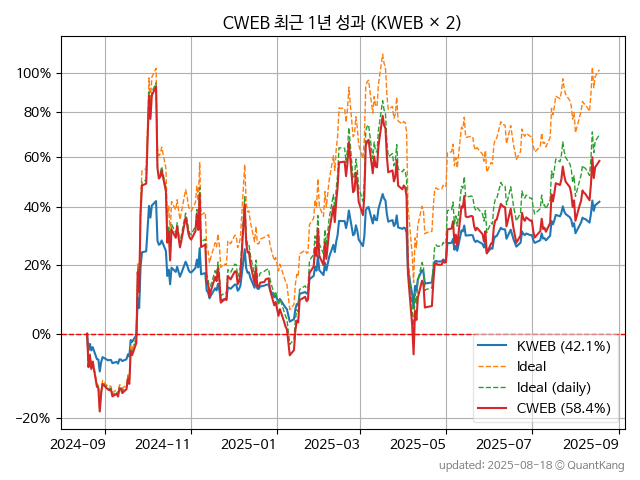 CWEB 최근 1년 성과 (KWEB × 2)
100%
80%
60%
40%
20%
0%
−20%
2024−09
2024−11
2025−01
2025−03
2025−05
2025−07
2025−09
KWEB (42.1%)
Ideal
Ideal (daily)
CWEB (58.4%)
updated: 2025-08-18 © QuantKang